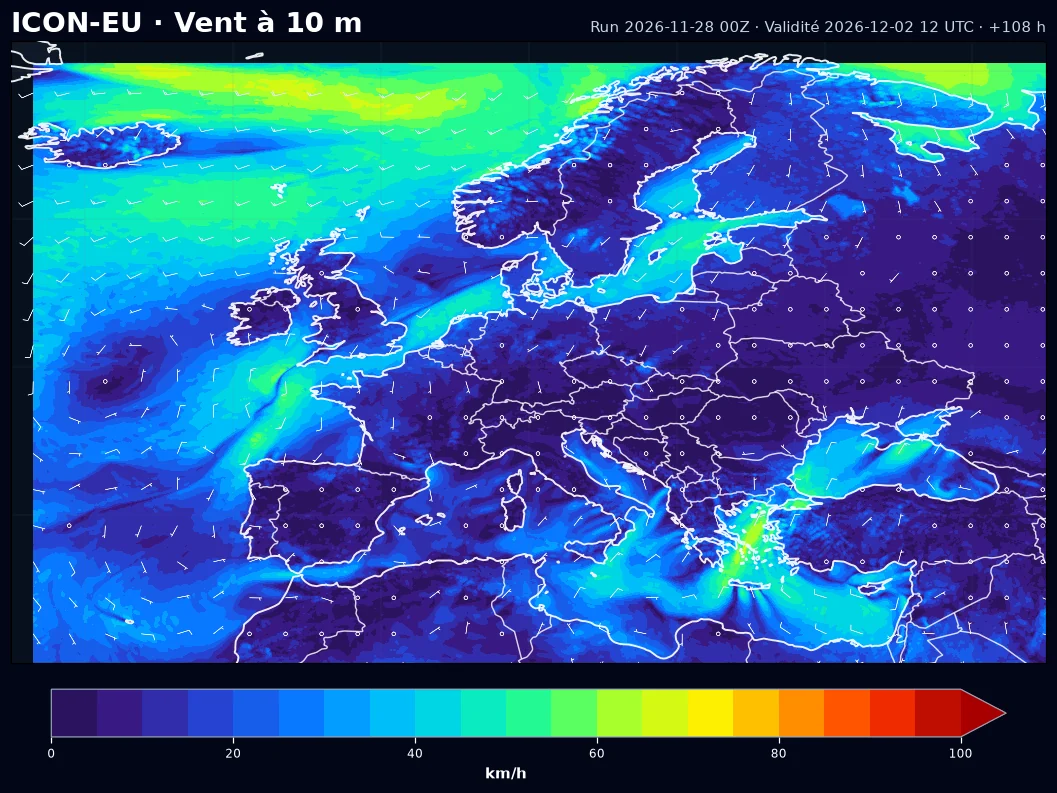 ICON-EU · Vent à 10 m
Run 2026-11-28 00Z · Validité 2026-12-02 12 UTC · +108 h
0 20 40 60 80 100
km/h